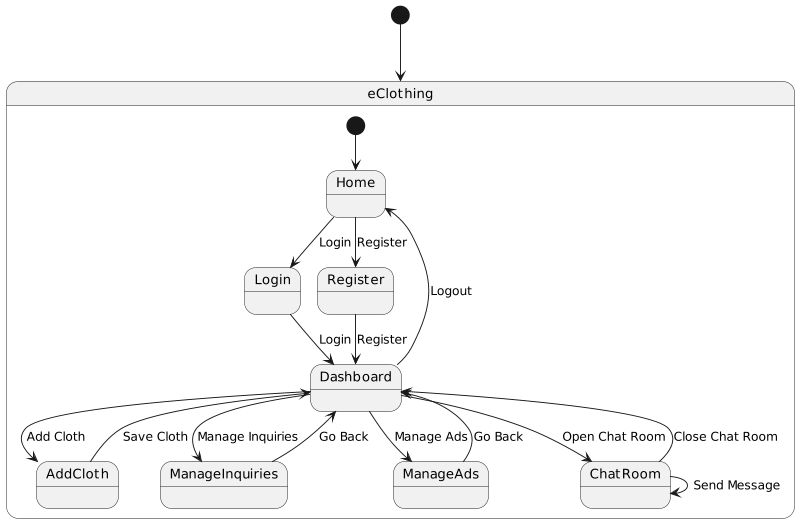 eClothing
Home
Login Register
Login Register
Logout
Login Register
Dashboard
Add Cloth Save Cloth Manage Inquiries Go Back Manage Ads Go Back Open Chat Room Close Chat Room
AddCloth ManageInquiries ManageAds ChatRoom
Send Message